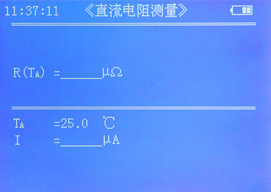 11:37:11 《直流电阻测量》
R(TA) =______μΩ
TA =25.0 ℃
I =______μA